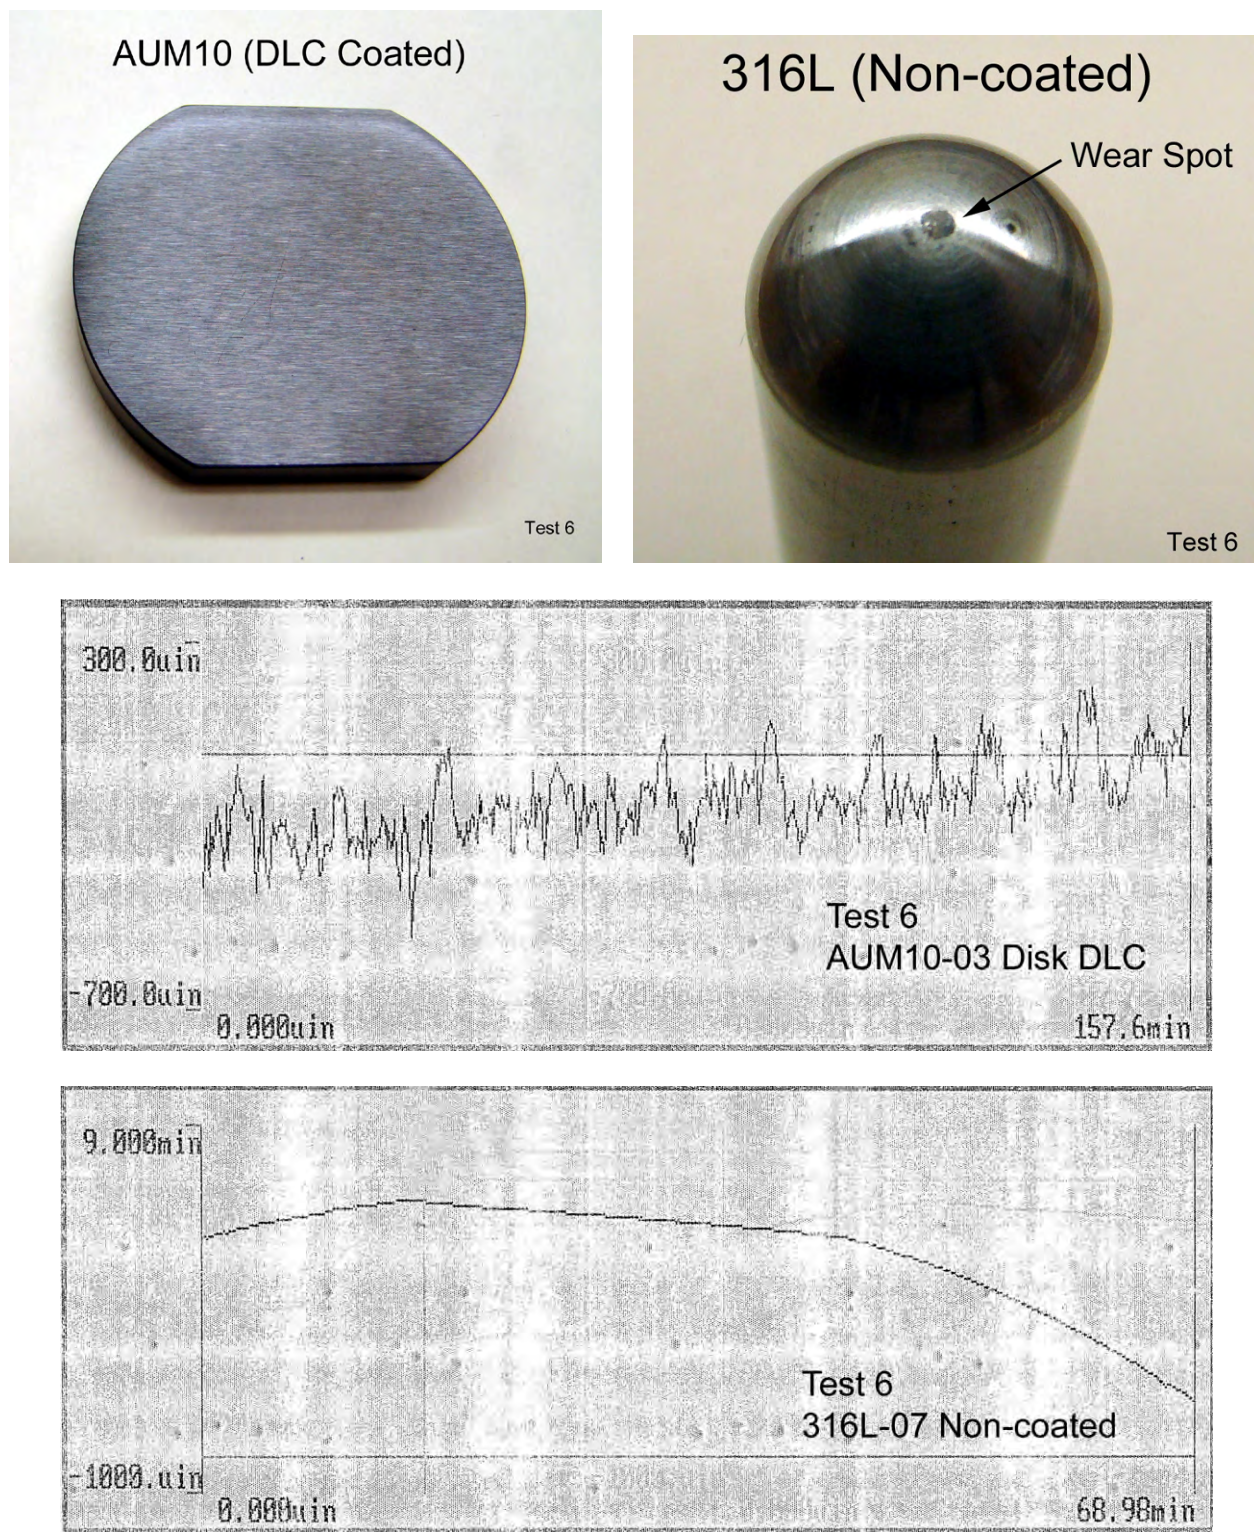 AUM10 (DLC Coated)
Test 6
316L (Non-coated)
Wear Spot
Test 6
300.0uin
-700.0uin
0.000uin
157.6min
Test 6
AUM10-03 Disk DLC
9.000min
-1000.uin
0.000uin
68.98min
Test 6
316L-07 Non-coated